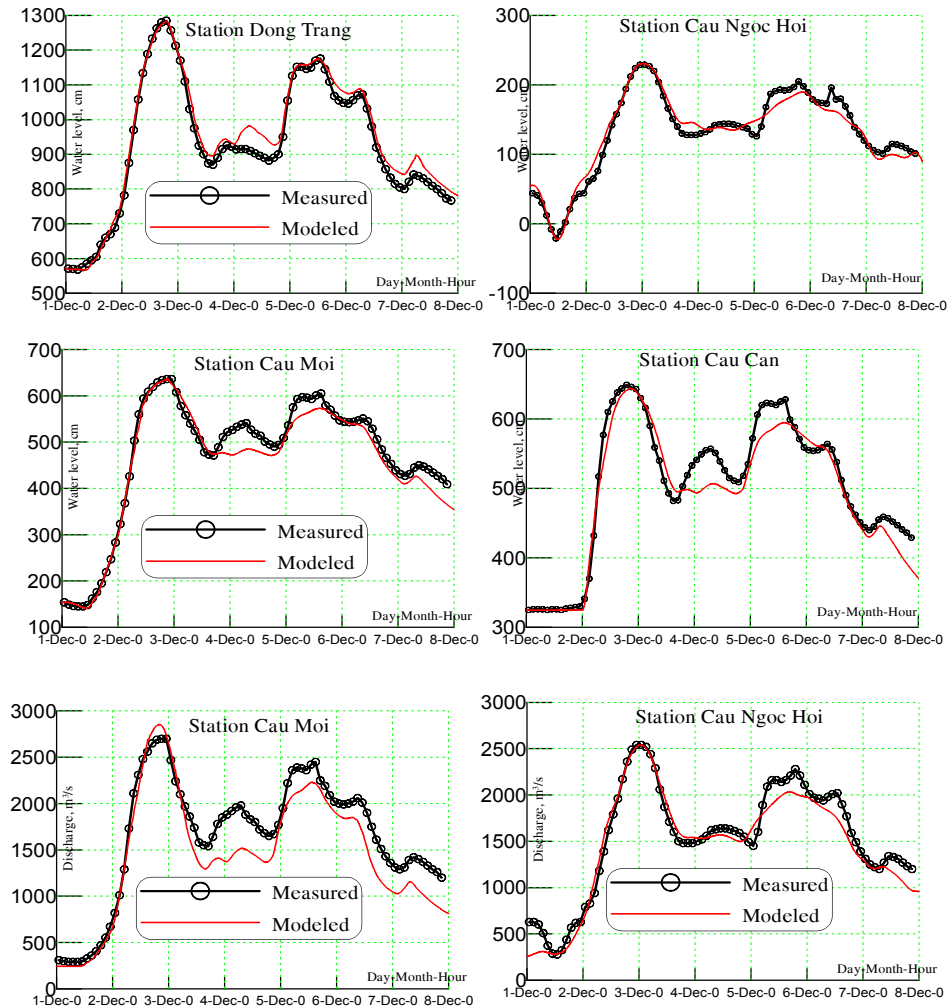 Station Dong Trang
Water level, cm
1300
1200
1100
1000
900
800
700
600
500
Measured
Modeled
Day-Month-Hour
1-Dec-0 2-Dec-0 3-Dec-0 4-Dec-0 5-Dec-0 6-Dec-0 7-Dec-0 8-Dec-0
Station Cau Ngoc Hoi
Water level, cm
300
200
100
0
-100
Day-Month-Hour
1-Dec-0 2-Dec-0 3-Dec-0 4-Dec-0 5-Dec-0 6-Dec-0 7-Dec-0 8-Dec-0
Station Cau Moi
Water level, cm
700
600
500
400
300
200
100
Measured
Modeled
Day-Month-Hour
1-Dec-0 2-Dec-0 3-Dec-0 4-Dec-0 5-Dec-0 6-Dec-0 7-Dec-0 8-Dec-0
Station Cau Can
Water level, cm
700
600
500
400
300
Day-Month-Hour
1-Dec-0 2-Dec-0 3-Dec-0 4-Dec-0 5-Dec-0 6-Dec-0 7-Dec-0 8-Dec-0
Station Cau Moi
Discharge, m³/s
3000
2500
2000
1500
1000
500
0
Measured
Modeled
Day-Month-Hour
1-Dec-0 2-Dec-0 3-Dec-0 4-Dec-0 5-Dec-0 6-Dec-0 7-Dec-0 8-Dec-0
Station Cau Ngoc Hoi
Discharge, m³/s
3000
2500
2000
1500
1000
500
0
Measured
Modeled
Day-Month-Hour
1-Dec-0 2-Dec-0 3-Dec-0 4-Dec-0 5-Dec-0 6-Dec-0 7-Dec-0 8-Dec-0